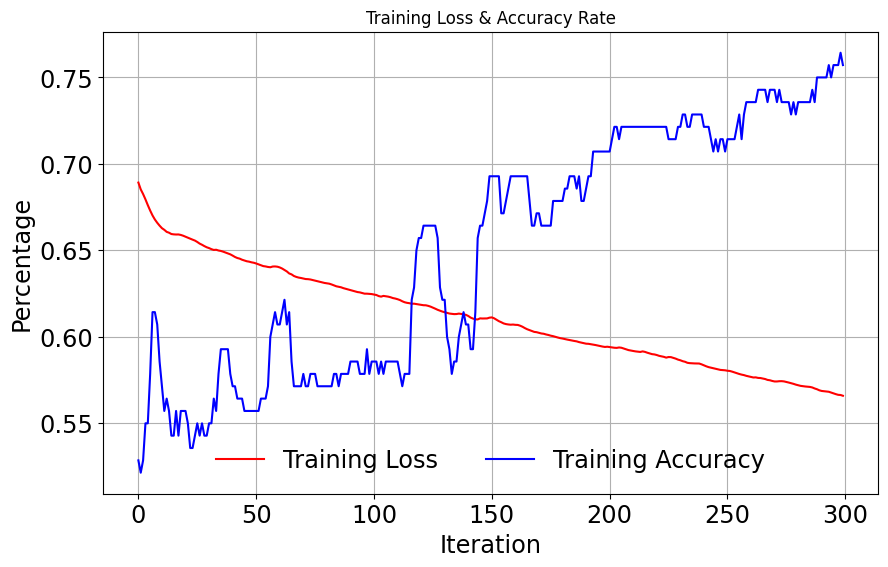 Training Loss & Accuracy Rate
0.75
0.70
0.65
0.60
0.55
Percentage
Training Loss
Training Accuracy
0
50
100
150
200
250
300
Iteration